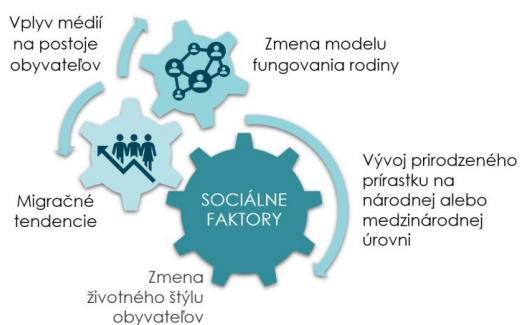 Vplyv médií
na postoje
obyvateľov
Zmena modelu
fungovania rodiny
Migračné
tendencie
SOCIÁLNE
FAKTORY
Vývoj prirodzeného
prírastku na
národnej alebo
medzinárodnej
úrovni
Zmena
životného štýlu
obyvateľov